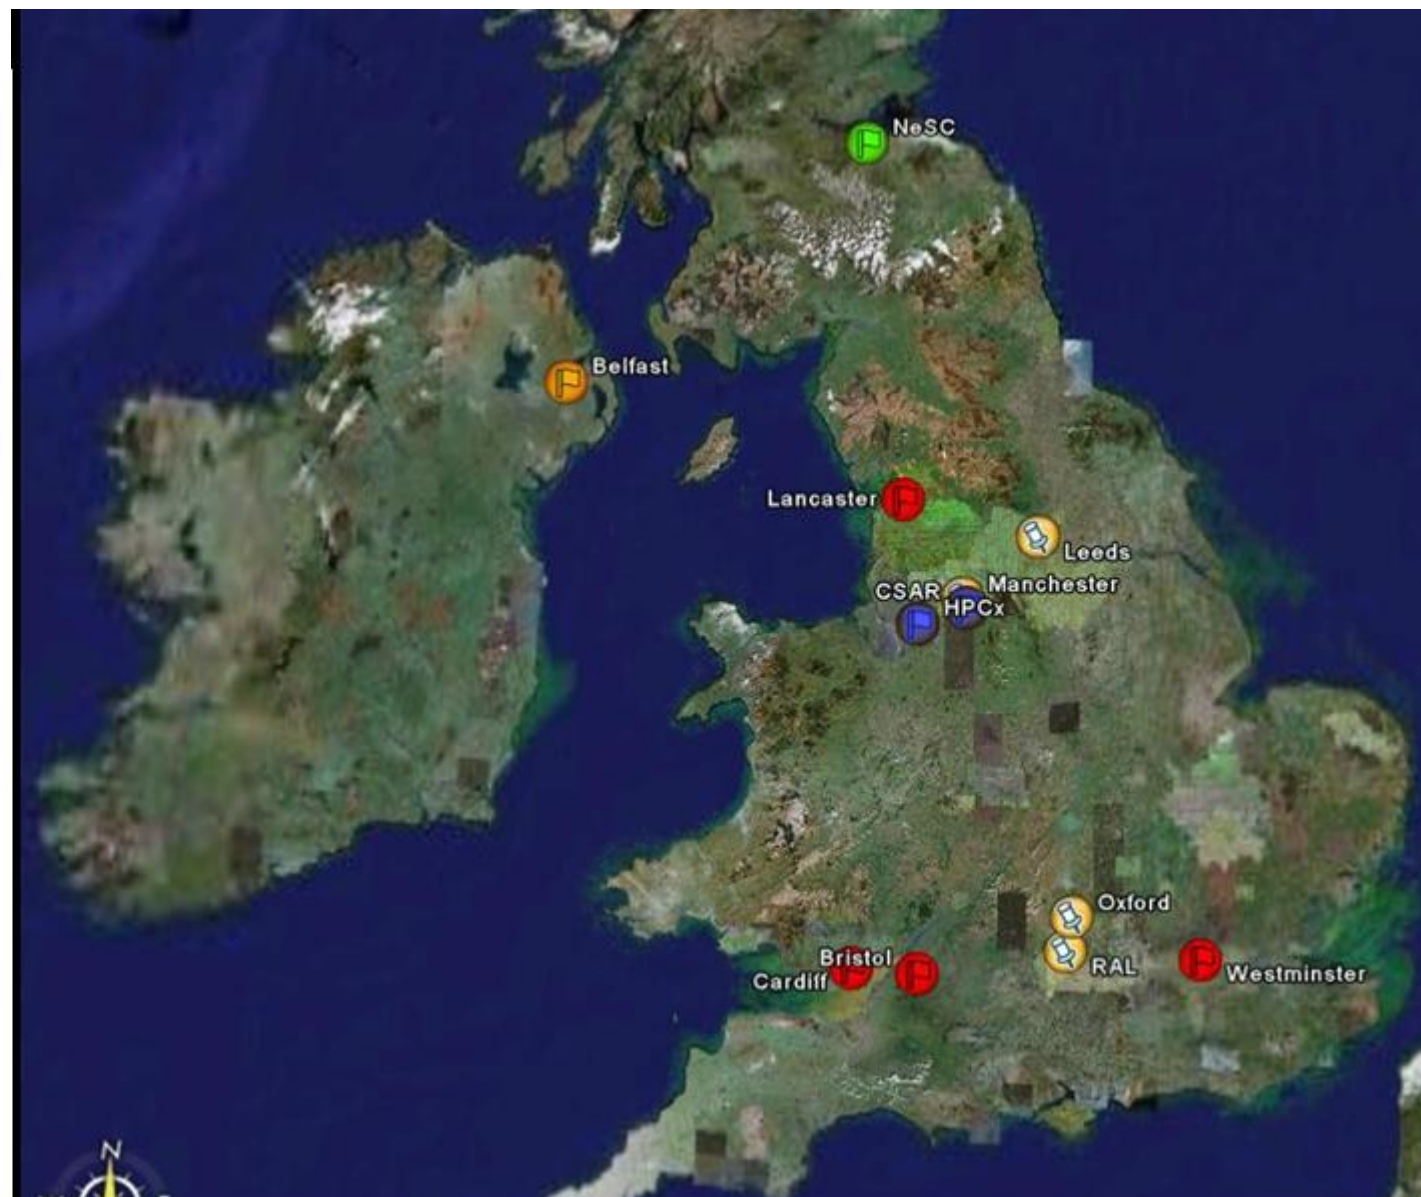 NeSC
Belfast
Lancaster
Leeds
Manchester
CSAR
HPCx
Oxford
Bristol
RAL
Westminster
Cardiff
N